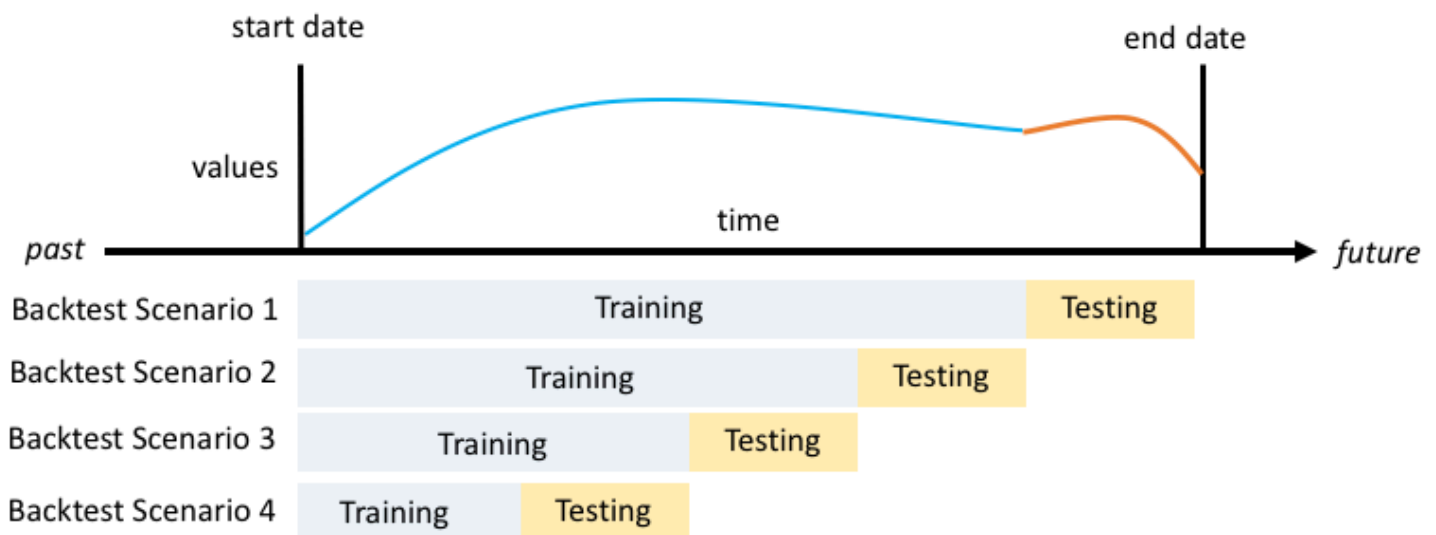 start date
end date
values
time
past
future
Backtest Scenario 1
Training
Testing
Backtest Scenario 2
Training
Testing
Backtest Scenario 3
Training
Testing
Backtest Scenario 4
Training
Testing